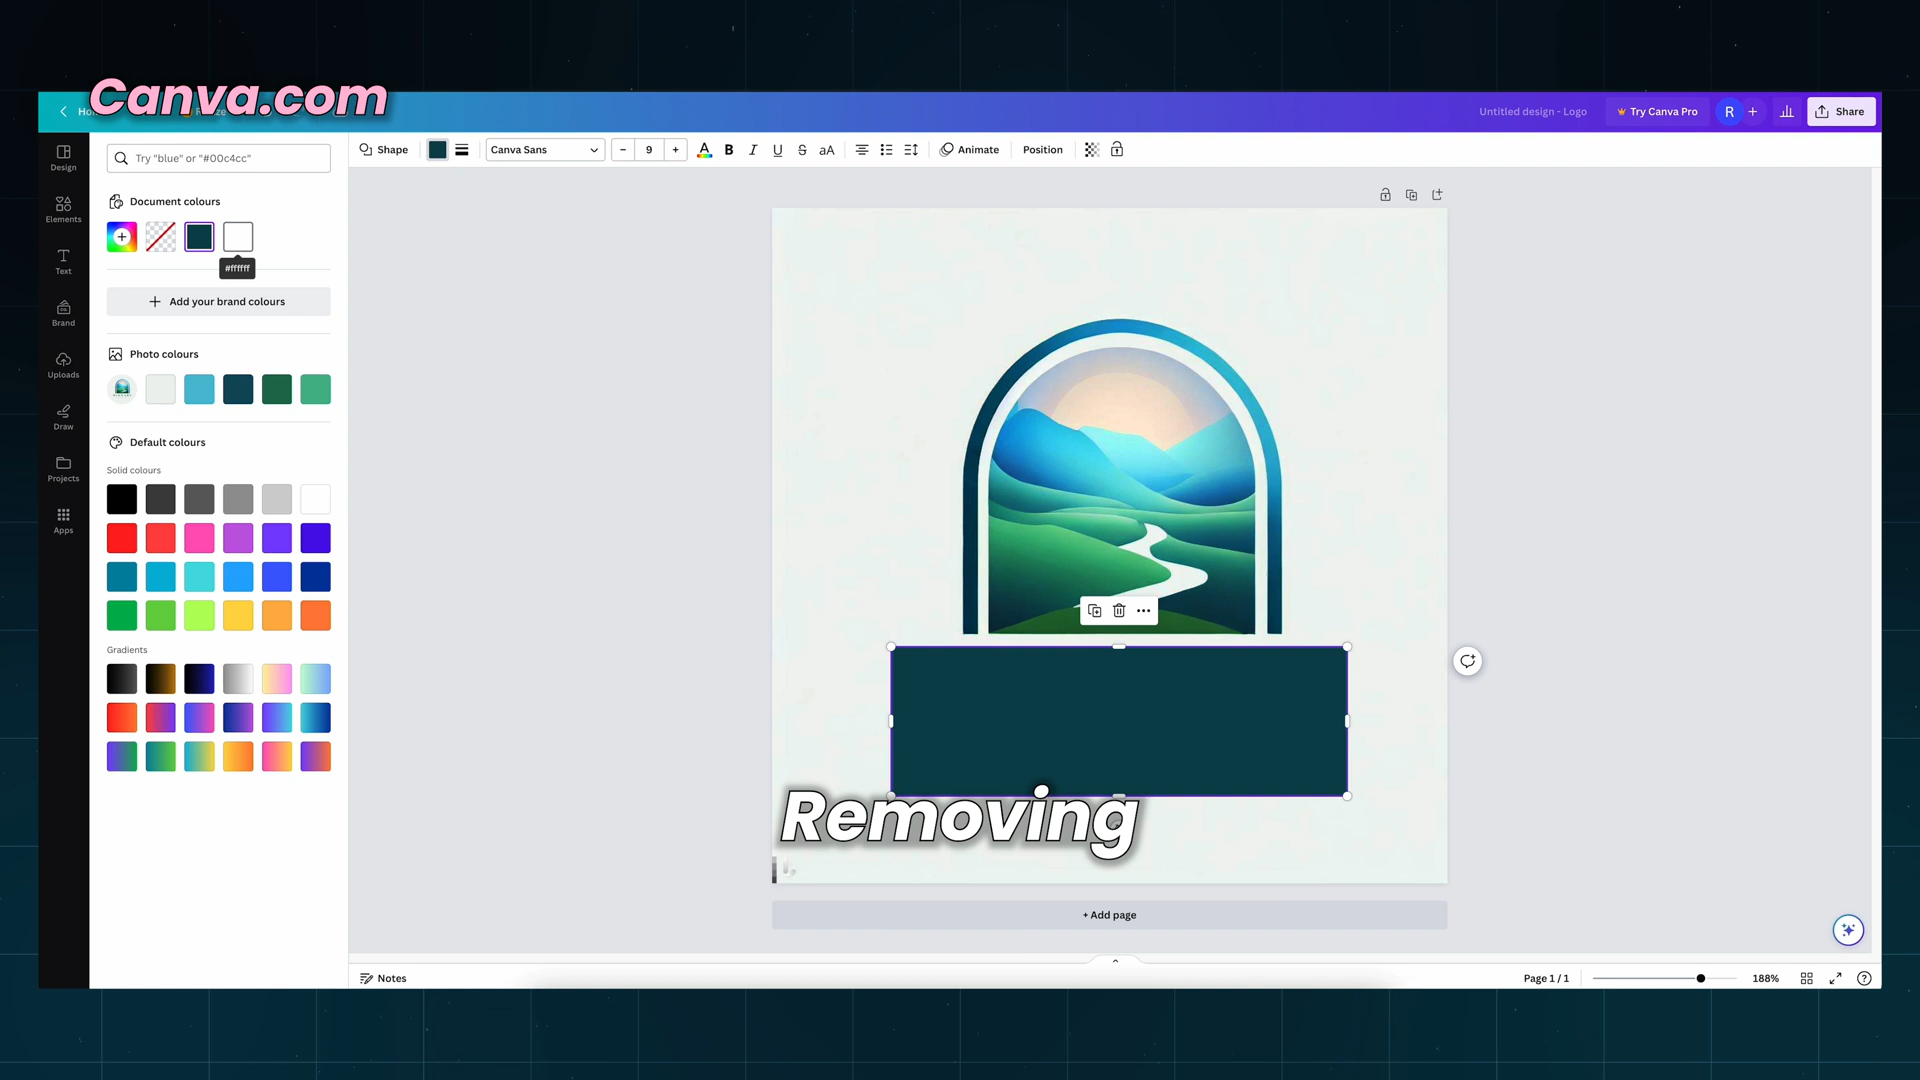 Canva.com
Untitled design - Logo
Try Canva Pro
R
Share
Design
Elements
Text
Brand
Uploads
Draw
Projects
Apps
Try "blue" or "#00c4cc"
Document colours
#ffffff
Add your brand colours
Photo colours
Default colours
Solid colours
Gradients
Shape
Canva Sans
9
A
B
I
U
S
aA
Animate
Position
Removing
+ Add page
Notes
Page 1 / 1
188%